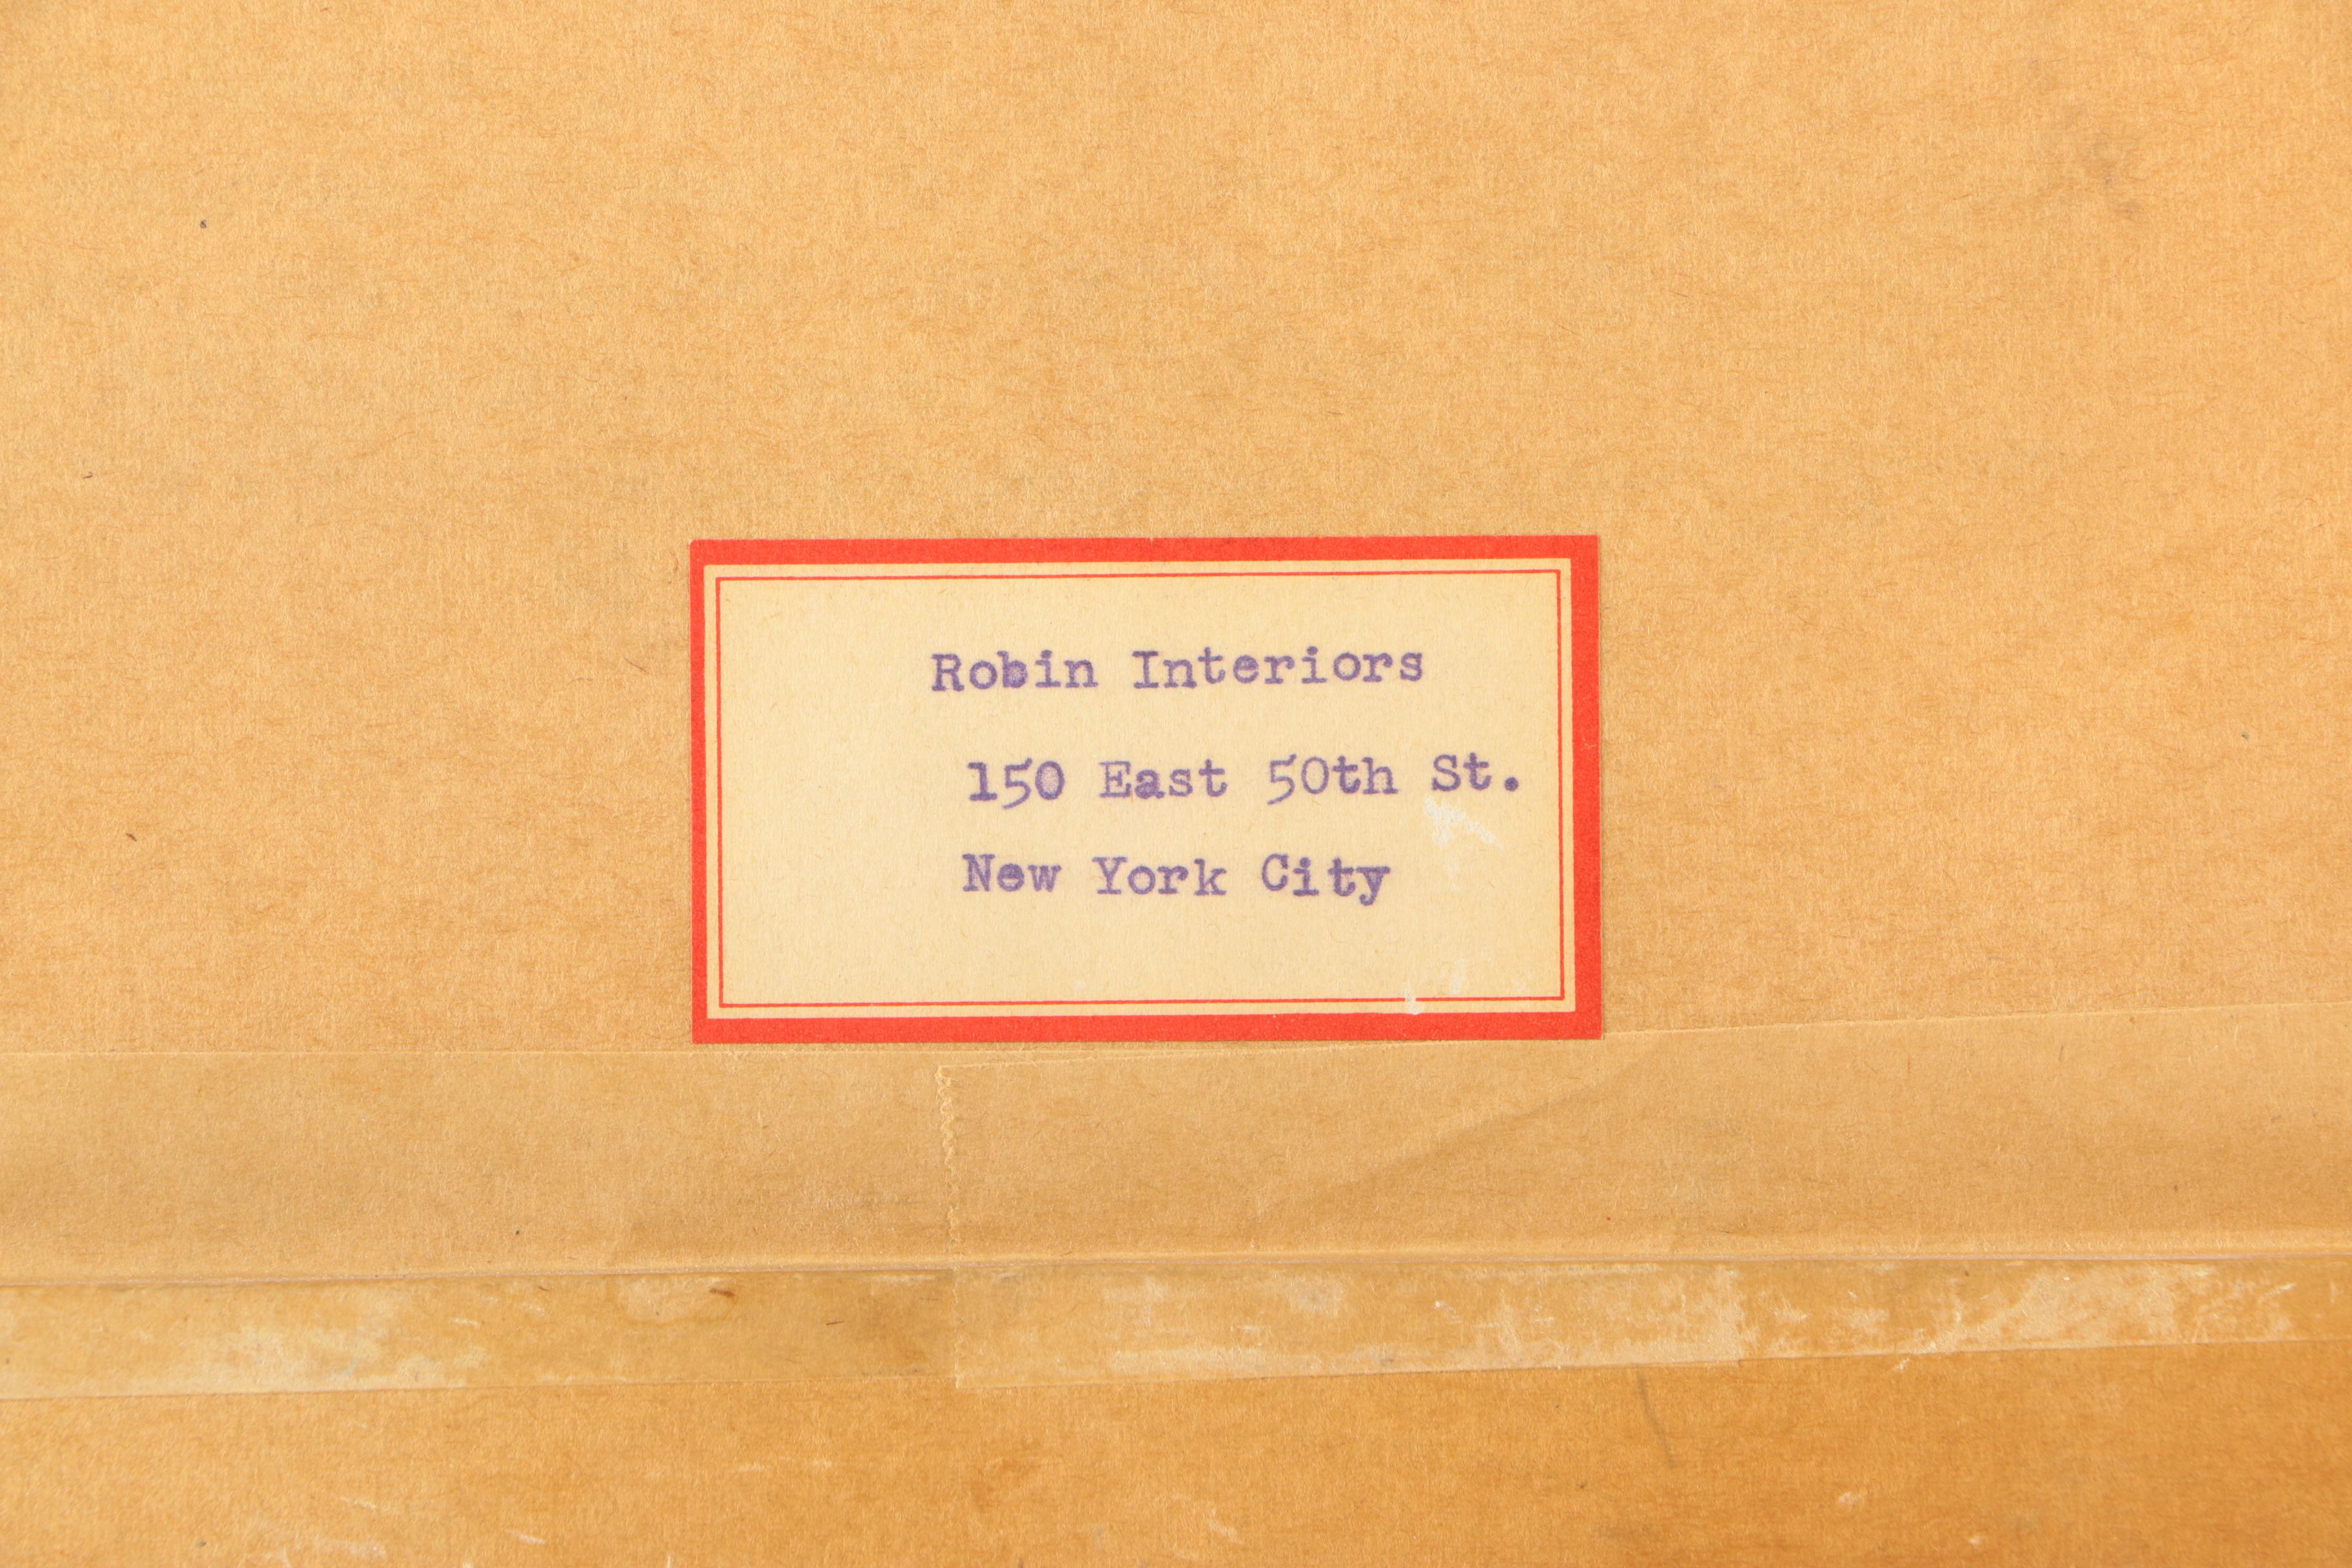 Robin Interiors
150 East 50th St.
New York City